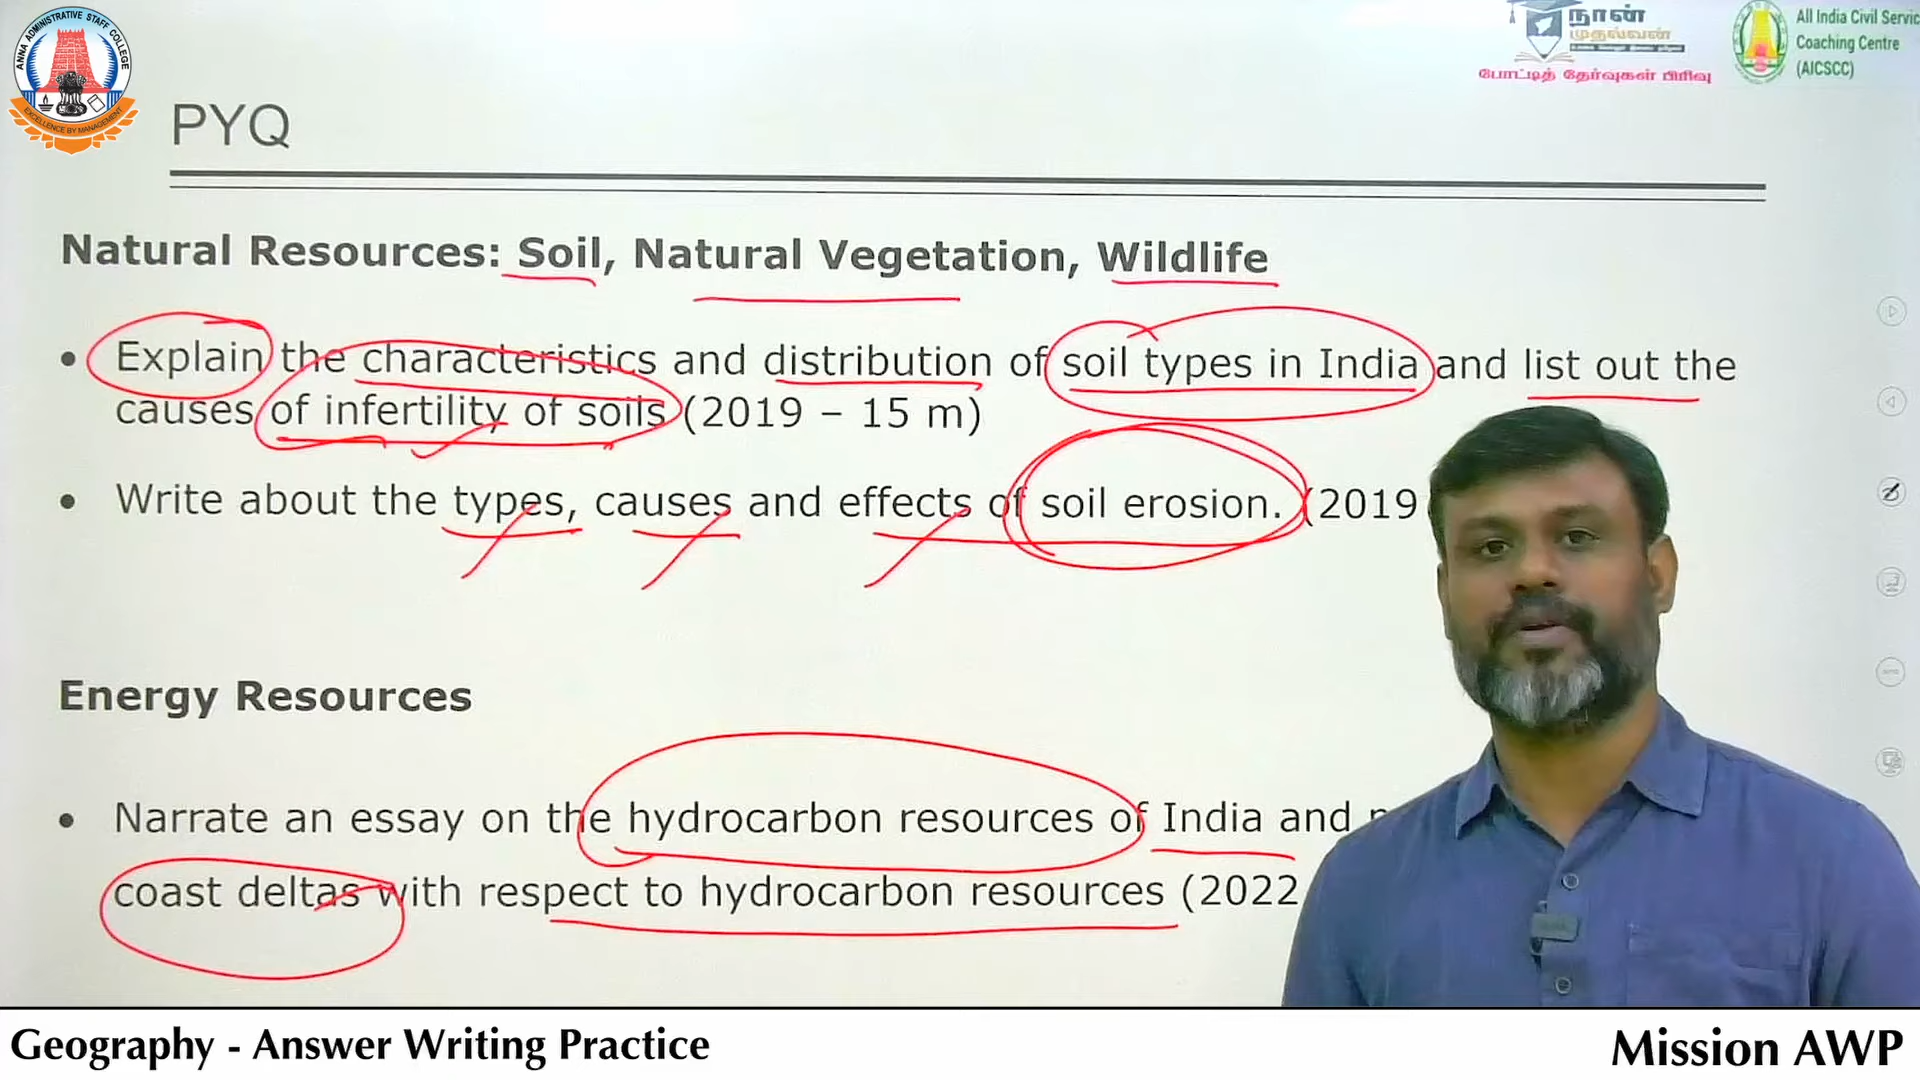 ANNA ADMINISTRATIVE STAFF COLLEGE
EXCELLENCE BY MANAGEMENT
நான்
முதல்வன்
போட்டித் தேர்வுகள் பிரிவு
All India Civil Servic
Coaching Centre
(AICSCC)
PYQ
Natural Resources: Soil, Natural Vegetation, Wildlife
• Explain the characteristics and distribution of soil types in India and list out the
causes of infertility of soils (2019 – 15 m)
• Write about the types, causes and effects of soil erosion. (2019
Energy Resources
• Narrate an essay on the hydrocarbon resources of India and
coast deltas with respect to hydrocarbon resources (2022
Geography - Answer Writing Practice
Mission AWP